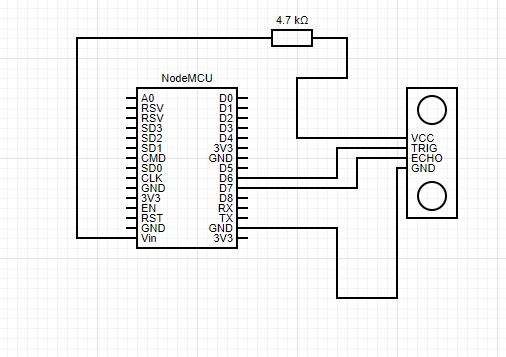 4.7 kΩ
NodeMCU
A0 D0
RSV D1
RSV D2
SD3 D3
SD2 D4
SD1 3V3
CMD GND
SD0 D5
CLK D6
GND D7
3V3 D8
EN RX
RST TX
GND GND
Vin 3V3
VCC
TRIG
ECHO
GND